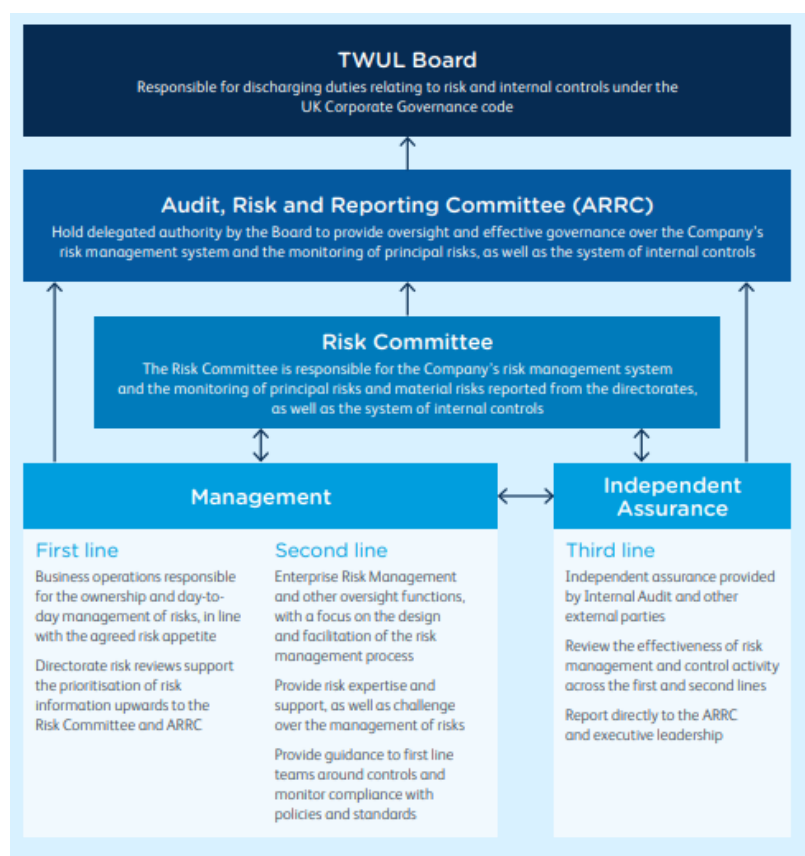 TWUL Board
Responsible for discharging duties relating to risk and internal controls under the
UK Corporate Governance code
Audit, Risk and Reporting Committee (ARRC)
Hold delegated authority by the Board to provide oversight and effective governance over the Company's
risk management system and the monitoring of principal risks, as well as the system of internal controls
Risk Committee
The Risk Committee is responsible for the Company's risk management system
and the monitoring of principal risks and material risks reported from the directorates,
as well as the system of internal controls
Management
First line
Business operations responsible
for the ownership and day-to-
day management of risks, in line
with the agreed risk appetite
Directorate risk reviews support
the prioritisation of risk
information upwards to the
Risk Committee and ARRC
Second line
Enterprise Risk Management
and other oversight functions,
with a focus on the design
and facilitation of the risk
management process
Provide risk expertise and
support, as well as challenge
over the management of risks
Provide guidance to first line
teams around controls and
monitor compliance with
policies and standards
Independent
Assurance
Third line
Independent assurance provided
by Internal Audit and other
external parties
Review the effectiveness of risk
management and control activity
across the first and second lines
Report directly to the ARRC
and executive leadership